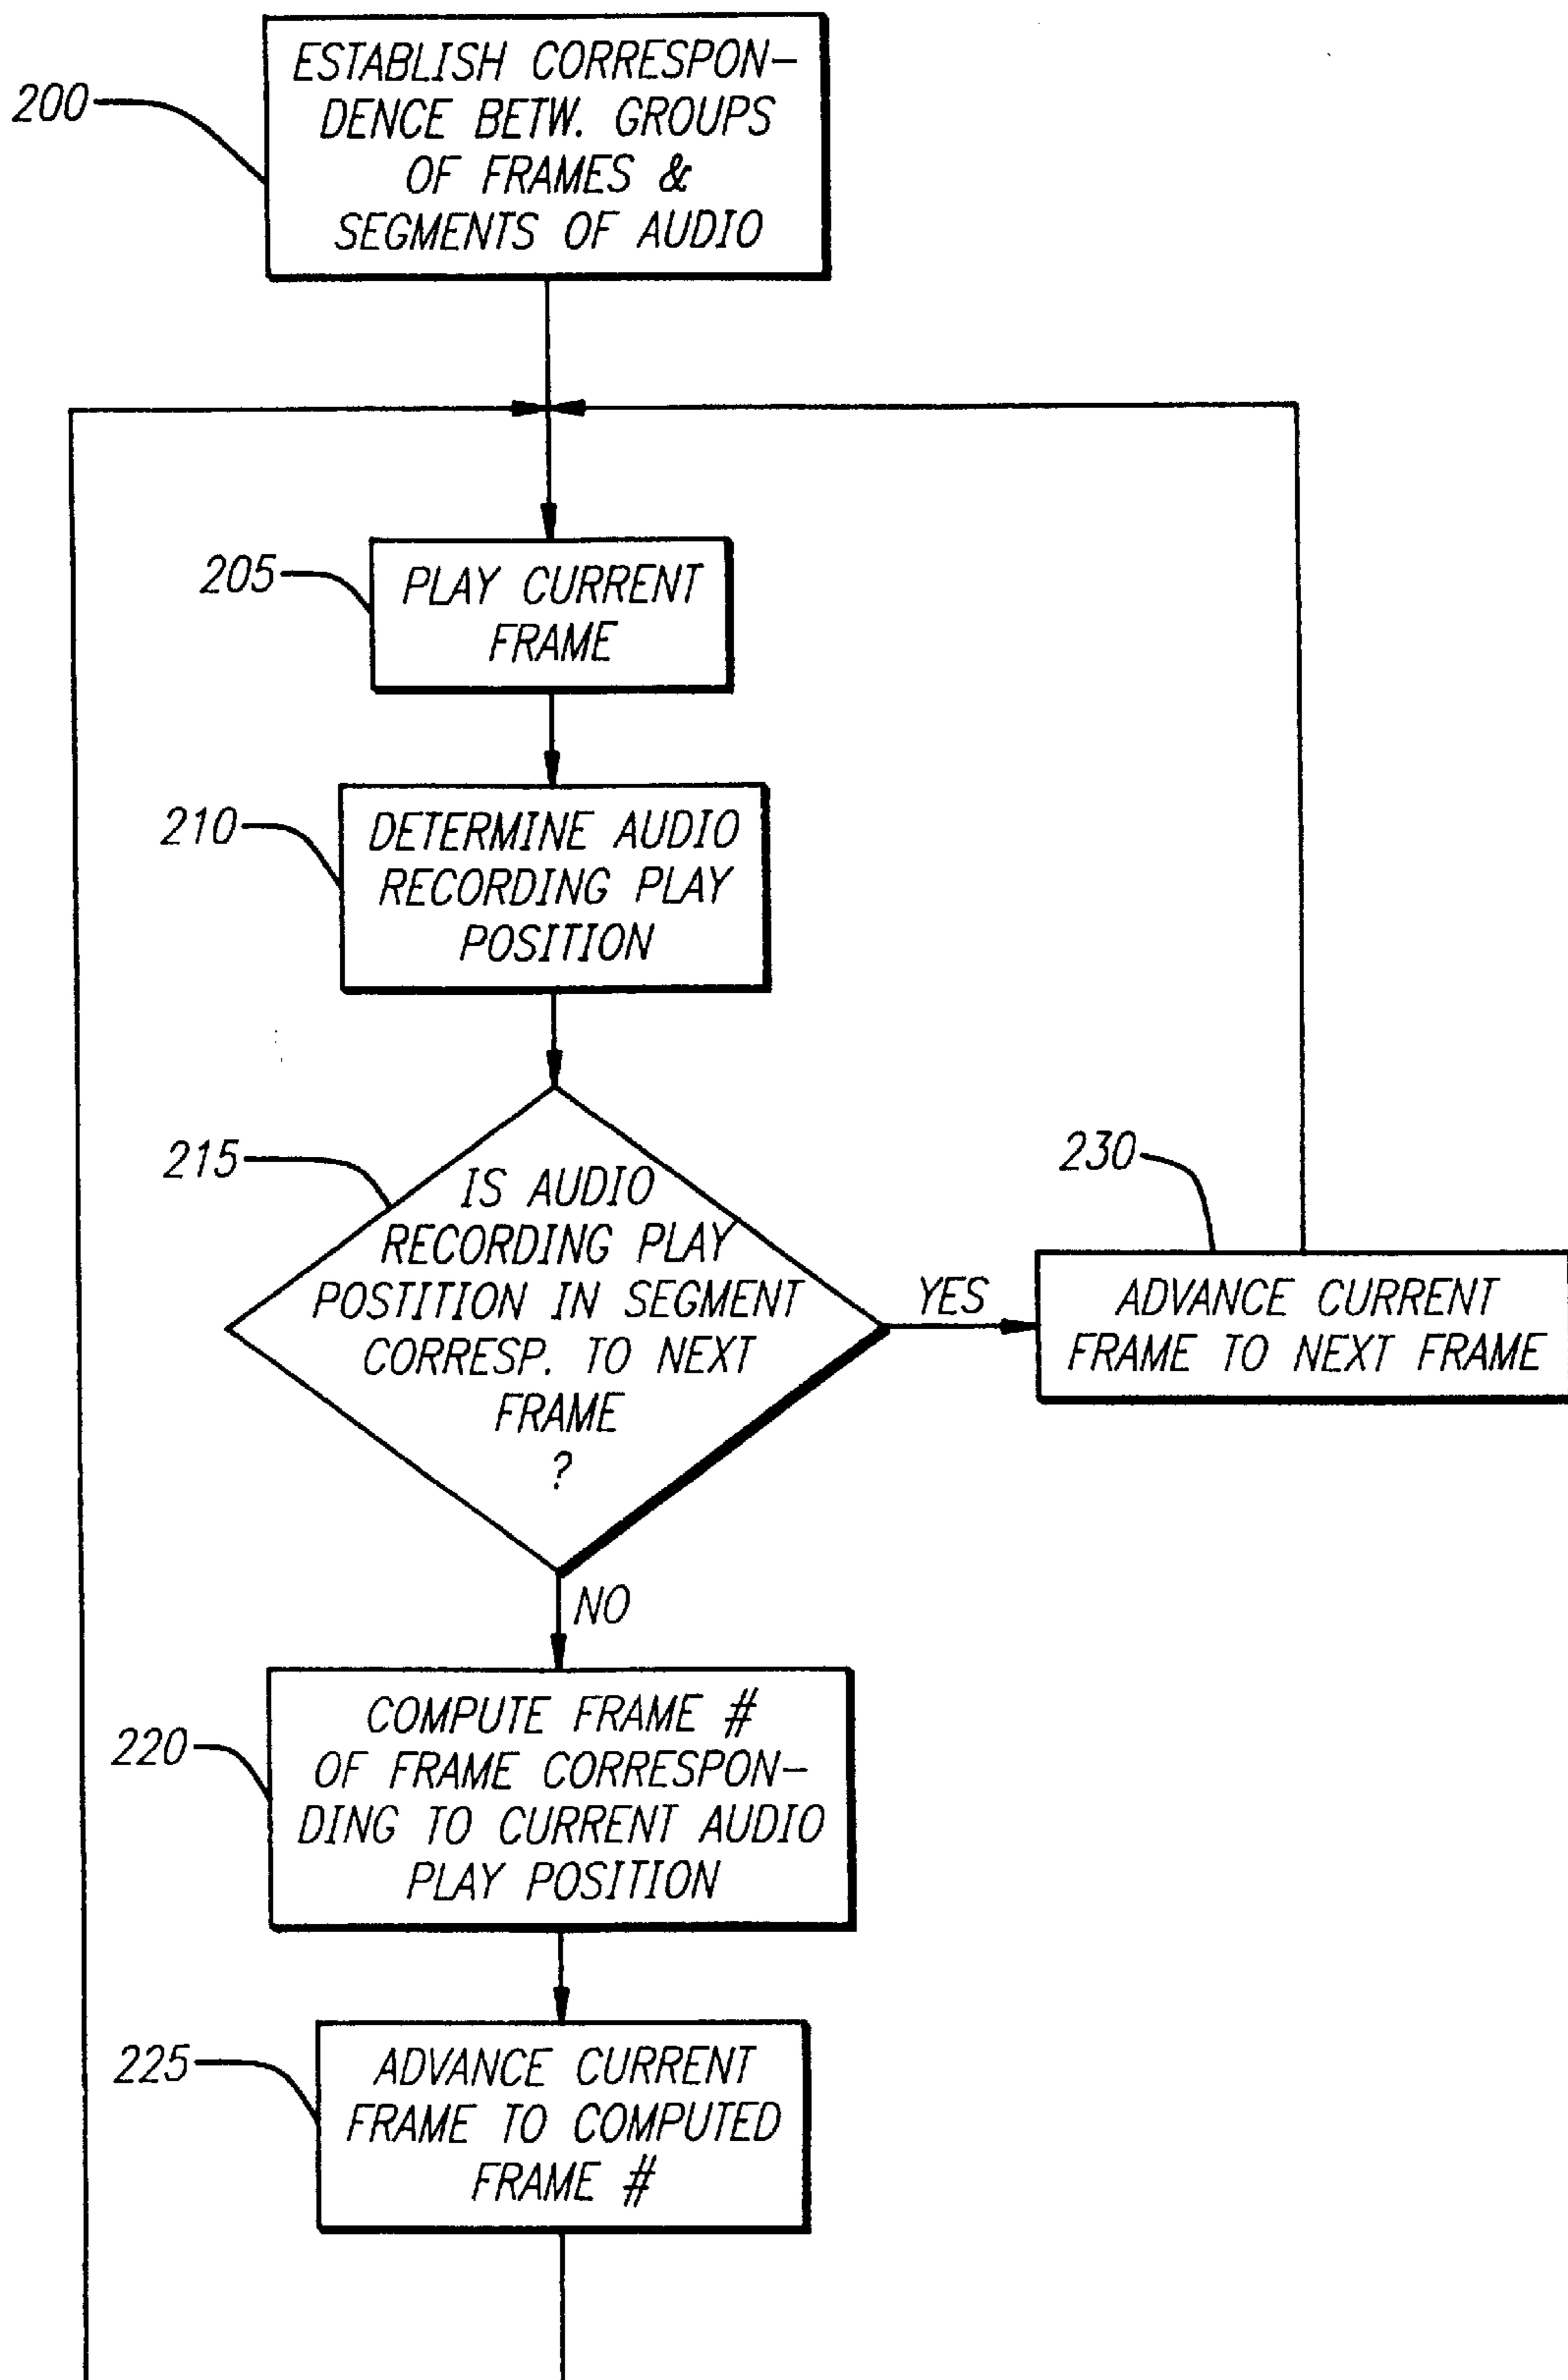 200
ESTABLISH CORRESPON-
DENCE BETW. GROUPS
OF FRAMES &
SEGMENTS OF AUDIO
205
PLAY CURRENT
FRAME
210
DETERMINE AUDIO
RECORDING PLAY
POSITION
215
IS AUDIO
RECORDING PLAY
POSTITION IN SEGMENT
CORRESP. TO NEXT
FRAME
?
YES
230
ADVANCE CURRENT
FRAME TO NEXT FRAME
NO
220
COMPUTE FRAME #
OF FRAME CORRESPON-
DING TO CURRENT AUDIO
PLAY POSITION
225
ADVANCE CURRENT
FRAME TO COMPUTED
FRAME #